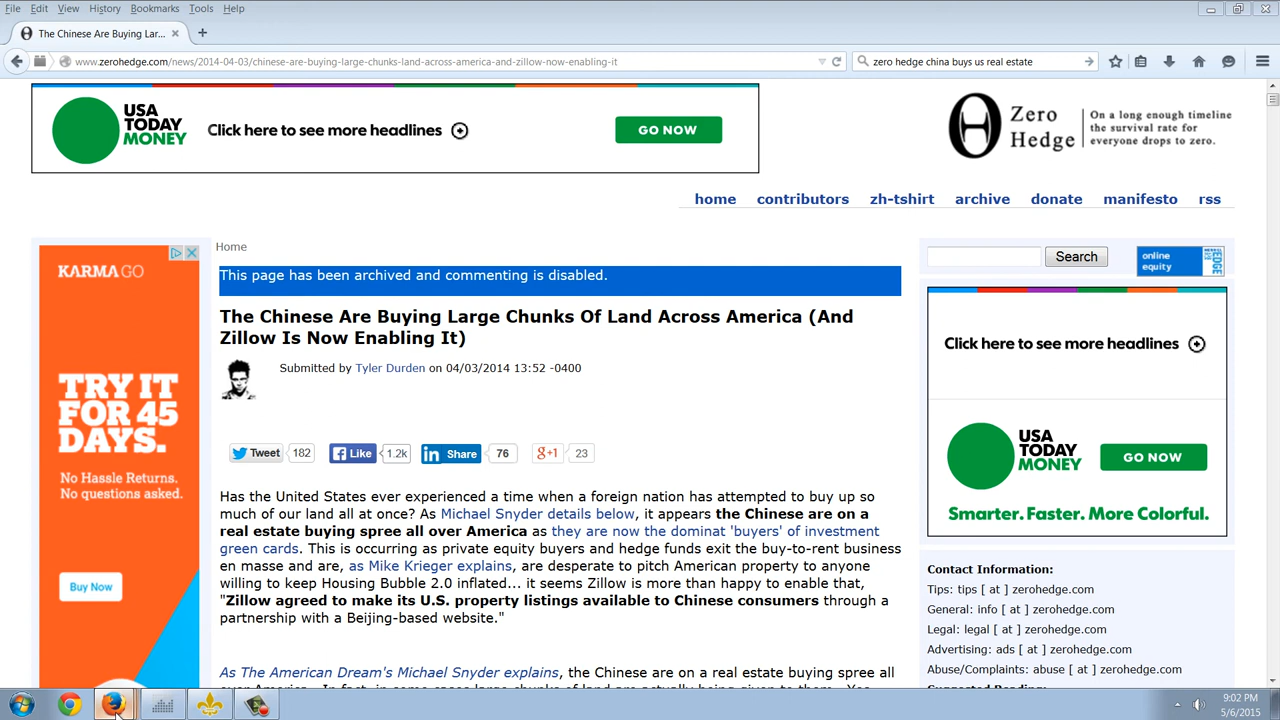 File Edit View History Bookmarks Tools Help
The Chinese Are Buying Lar...
www.zerohedge.com/news/2014-04-03/chinese-are-buying-large-chunks-land-across-america-and-zillow-now-enabling-it
zero hedge china buys us real estate
USA
TODAY
MONEY
Click here to see more headlines
GO NOW
Zero
Hedge
On a long enough timeline
the survival rate for
everyone drops to zero.
home contributors zh-tshirt archive donate manifesto rss
KARMA GO
TRY IT
FOR 45
DAYS.
No Hassle Returns.
No questions asked.
Buy Now
Home
This page has been archived and commenting is disabled.
The Chinese Are Buying Large Chunks Of Land Across America (And
Zillow Is Now Enabling It)
Submitted by Tyler Durden on 04/03/2014 13:52 -0400
Tweet 182 Like 1.2k in Share 76 g+1 23
Has the United States ever experienced a time when a foreign nation has attempted to buy up so
much of our land all at once? As Michael Snyder details below, it appears the Chinese are on a
real estate buying spree all over America as they are now the dominat 'buyers' of investment
green cards. This is occurring as private equity buyers and hedge funds exit the buy-to-rent business
en masse and are, as Mike Krieger explains, are desperate to pitch American property to anyone
willing to keep Housing Bubble 2.0 inflated... it seems Zillow is more than happy to enable that,
"Zillow agreed to make its U.S. property listings available to Chinese consumers through a
partnership with a Beijing-based website."
As The American Dream's Michael Snyder explains, the Chinese are on a real estate buying spree all
Search
online
equity
EDGE
Click here to see more headlines
USA
TODAY
MONEY
GO NOW
Smarter. Faster. More Colorful.
Contact Information:
Tips: tips [ at ] zerohedge.com
General: info [ at ] zerohedge.com
Legal: legal [ at ] zerohedge.com
Advertising: ads [ at ] zerohedge.com
Abuse/Complaints: abuse [ at ] zerohedge.com
9:02 PM
5/6/2015